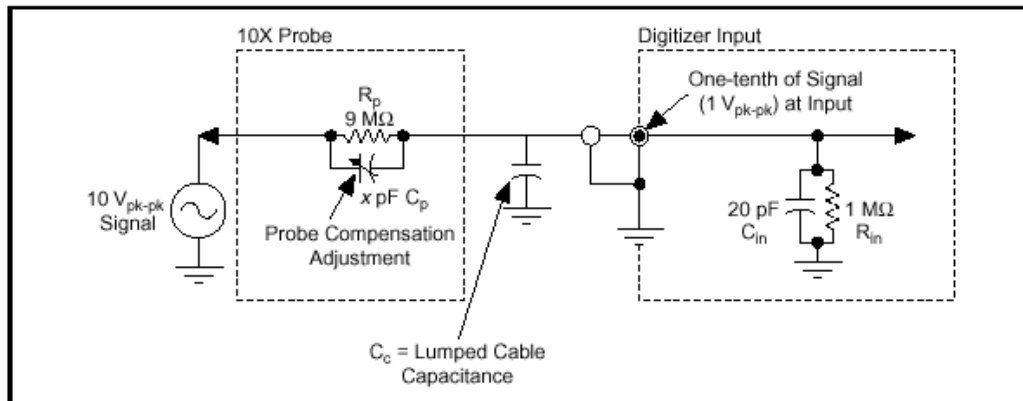 10X Probe
Digitizer Input
One-tenth of Signal
(1 Vpk-pk) at Input
Rp
9 MΩ
x pF Cp
10 Vpk-pk
Signal
Probe Compensation
Adjustment
20 pF
Cin
1 MΩ
Rin
Cc = Lumped Cable
Capacitance